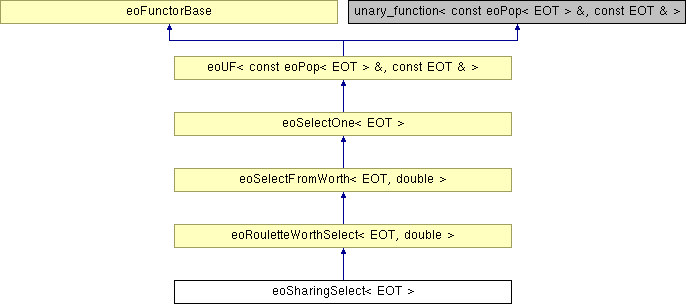 eoFunctorBase
unary_function< const eoPop< EOT > &, const EOT & >
eoUF< const eoPop< EOT > &, const EOT & >
eoSelectOne< EOT >
eoSelectFromWorth< EOT, double >
eoRouletteWorthSelect< EOT, double >
eoSharingSelect< EOT >